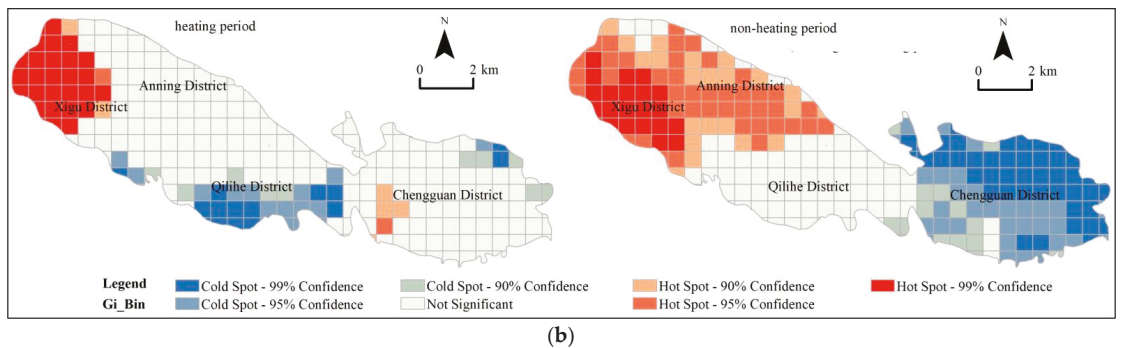 heating period
N
0 2 km
Anning District
Xigu District
Qilihe District
Chengguan District
non-heating period
N
0 2 km
Anning District
Xigu District
Qilihe District
Chengguan District
Legend
Gi_Bin
Cold Spot - 99% Confidence
Cold Spot - 95% Confidence
Cold Spot - 90% Confidence
Not Significant
Hot Spot - 90% Confidence
Hot Spot - 95% Confidence
Hot Spot - 99% Confidence
(b)